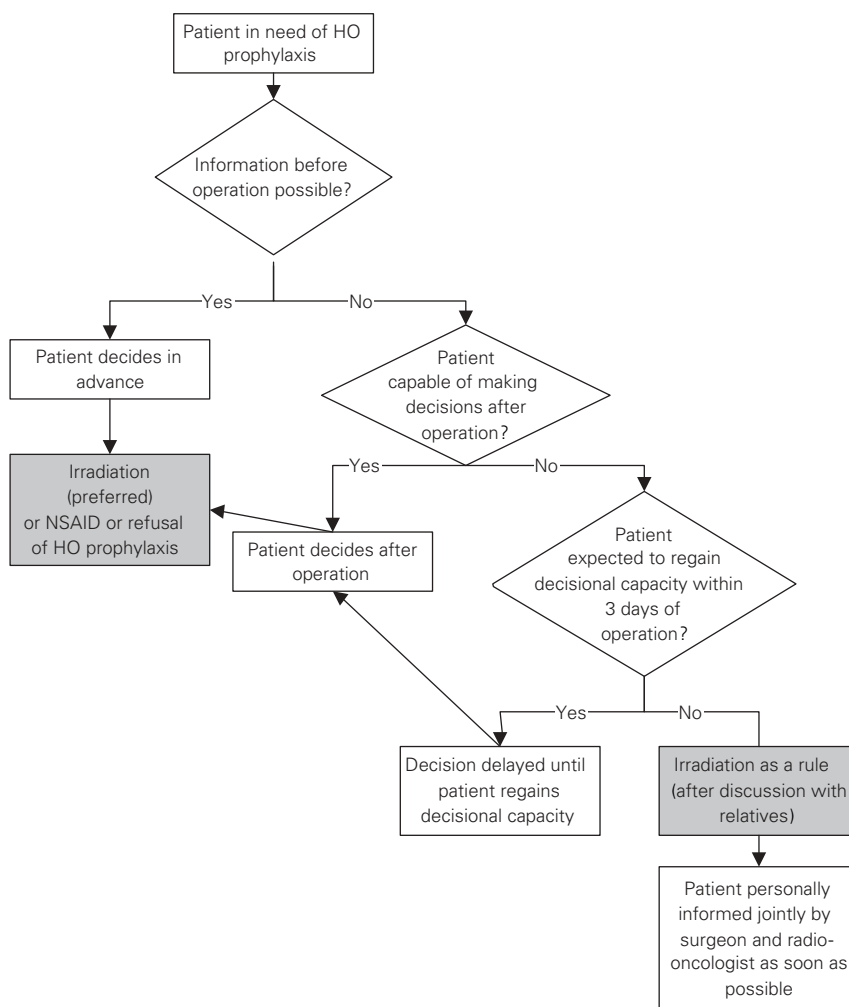 Patient in need of HO
prophylaxis
Information before
operation possible?
Yes
No
Patient decides in
advance
Patient
capable of making
decisions after
operation?
Irradiation
(preferred)
or NSAID or refusal
of HO prophylaxis
Yes
No
Patient decides after
operation
Patient
expected to regain
decisional capacity within
3 days of
operation?
Yes
No
Decision delayed until
patient regains
decisional capacity
Irradiation as a rule
(after discussion with
relatives)
Patient personally
informed jointly by
surgeon and radio-
oncologist as soon as
possible